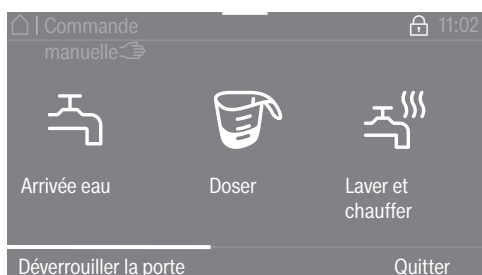 | Commande 11:02
manuelle
Arrivée eau Doser Laver et
chauffer
Déverrouiller la porte Quitter